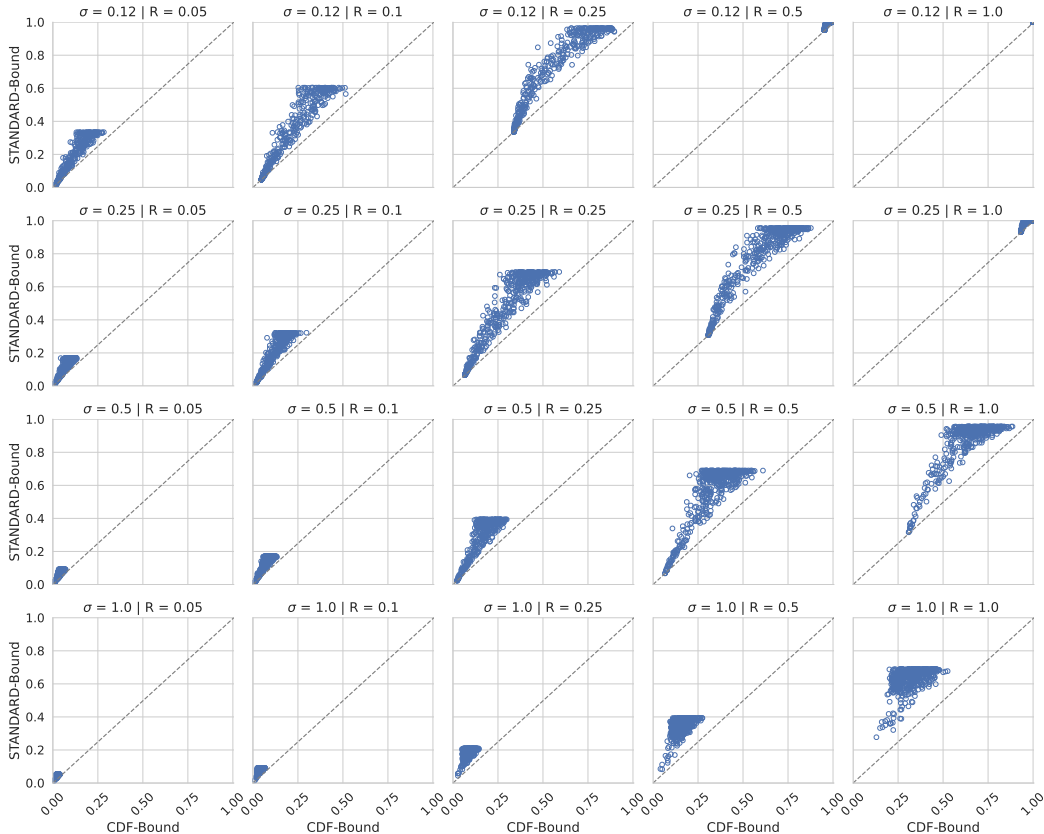 σ = 0.12 | R = 0.05 σ = 0.12 | R = 0.1 σ = 0.12 | R = 0.25 σ = 0.12 | R = 0.5 σ = 0.12 | R = 1.0
1.0
0.8
0.6
0.4
0.2
0.0
STANDARD-Bound
σ = 0.25 | R = 0.05 σ = 0.25 | R = 0.1 σ = 0.25 | R = 0.25 σ = 0.25 | R = 0.5 σ = 0.25 | R = 1.0
1.0
0.8
0.6
0.4
0.2
0.0
STANDARD-Bound
σ = 0.5 | R = 0.05 σ = 0.5 | R = 0.1 σ = 0.5 | R = 0.25 σ = 0.5 | R = 0.5 σ = 0.5 | R = 1.0
1.0
0.8
0.6
0.4
0.2
0.0
STANDARD-Bound
σ = 1.0 | R = 0.05 σ = 1.0 | R = 0.1 σ = 1.0 | R = 0.25 σ = 1.0 | R = 0.5 σ = 1.0 | R = 1.0
1.0
0.8
0.6
0.4
0.2
0.0
STANDARD-Bound
0.00 0.25 0.50 0.75 1.00 0.00 0.25 0.50 0.75 1.00 0.00 0.25 0.50 0.75 1.00 0.00 0.25 0.50 0.75 1.00 0.00 0.25 0.50 0.75 1.00
CDF-Bound CDF-Bound CDF-Bound CDF-Bound CDF-Bound